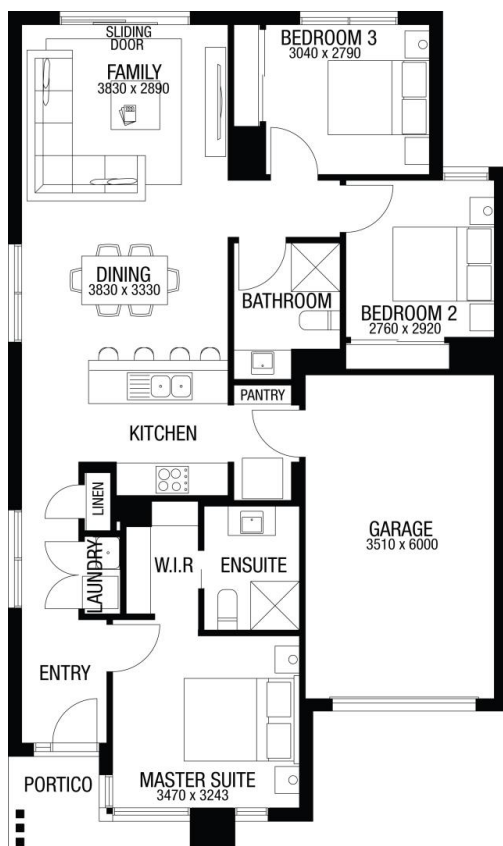 SLIDING
DOOR
FAMILY
3830 x 2890
BEDROOM 3
3040 x 2790
DINING
3830 x 3330
BATHROOM
BEDROOM 2
2760 x 2920
PANTRY
KITCHEN
LINEN
LAUNDRY
W.I.R
ENSUITE
GARAGE
3510 x 6000
ENTRY
PORTICO
MASTER SUITE
3470 x 3243